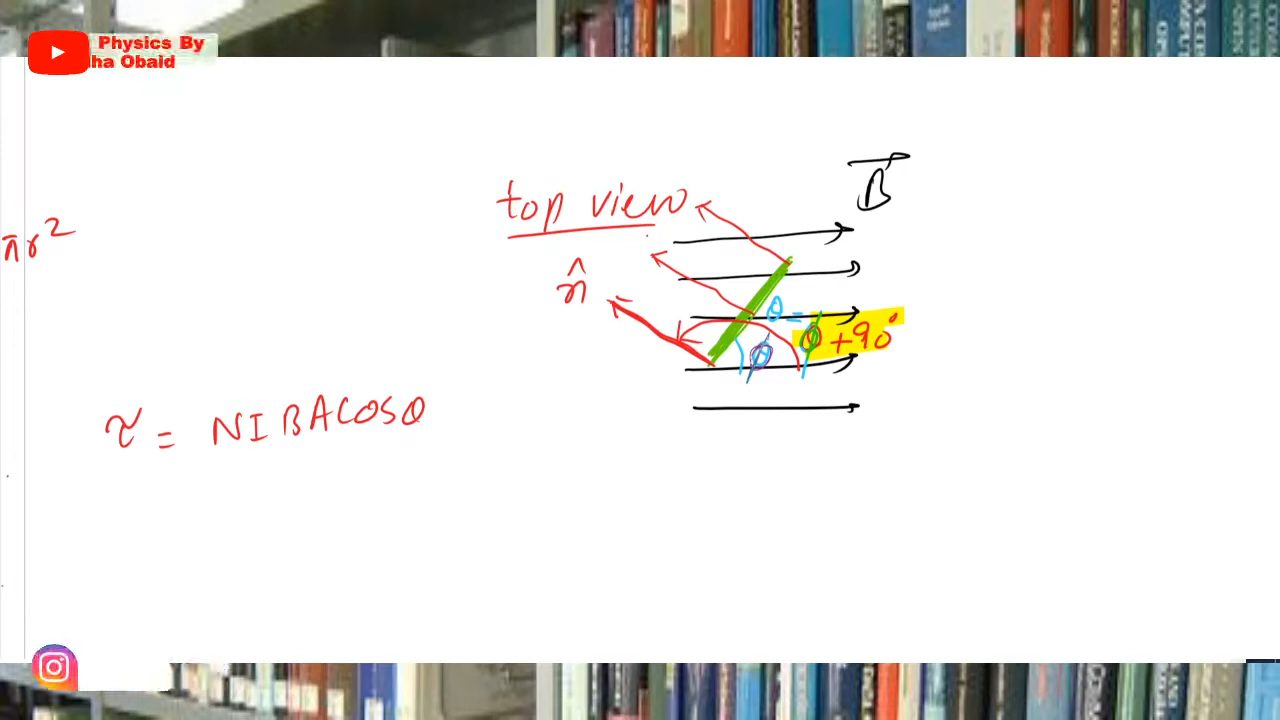 Physics By
ha Obaid
B
top view
πr²
n̂
θ =
ϕ + 90°
ϕ
τ = NIBACOSθ